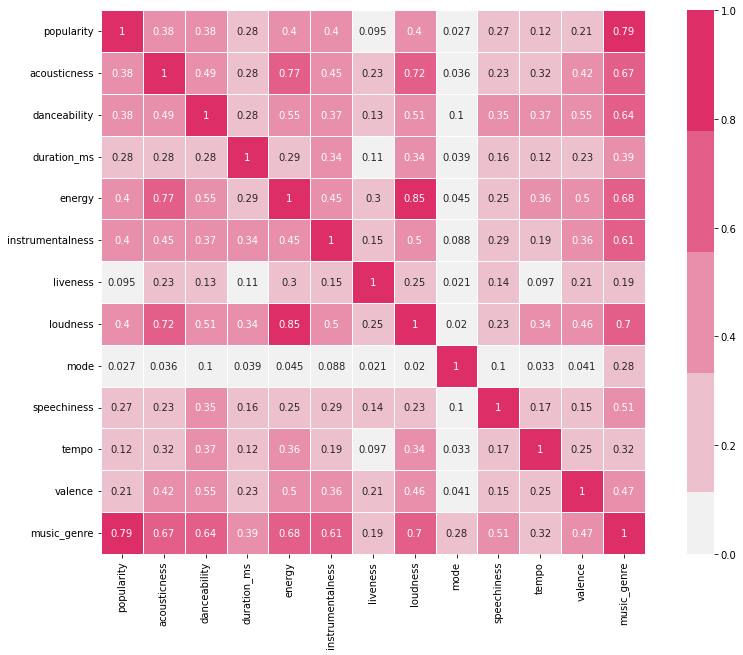 popularity 1 0.38 0.38 0.28 0.4 0.4 0.095 0.4 0.027 0.27 0.12 0.21 0.79
acousticness 0.38 1 0.49 0.28 0.77 0.45 0.23 0.72 0.036 0.23 0.32 0.42 0.67
danceability 0.38 0.49 1 0.28 0.55 0.37 0.13 0.51 0.1 0.35 0.37 0.55 0.64
duration_ms 0.28 0.28 0.28 1 0.29 0.34 0.11 0.34 0.039 0.16 0.12 0.23 0.39
energy 0.4 0.77 0.55 0.29 1 0.45 0.3 0.85 0.045 0.25 0.36 0.5 0.68
instrumentalness 0.4 0.45 0.37 0.34 0.45 1 0.15 0.5 0.088 0.29 0.19 0.36 0.61
liveness 0.095 0.23 0.13 0.11 0.3 0.15 1 0.25 0.021 0.14 0.097 0.21 0.19
loudness 0.4 0.72 0.51 0.34 0.85 0.5 0.25 1 0.02 0.23 0.34 0.46 0.7
mode 0.027 0.036 0.1 0.039 0.045 0.088 0.021 0.02 1 0.1 0.033 0.041 0.28
speechiness 0.27 0.23 0.35 0.16 0.25 0.29 0.14 0.23 0.1 1 0.17 0.15 0.51
tempo 0.12 0.32 0.37 0.12 0.36 0.19 0.097 0.34 0.033 0.17 1 0.25 0.32
valence 0.21 0.42 0.55 0.23 0.5 0.36 0.21 0.46 0.041 0.15 0.25 1 0.47
music_genre 0.79 0.67 0.64 0.39 0.68 0.61 0.19 0.7 0.28 0.51 0.32 0.47 1
popularity
acousticness
danceability
duration_ms
energy
instrumentalness
liveness
loudness
mode
speechiness
tempo
valence
music_genre
1.0
0.8
0.6
0.4
0.2
0.0